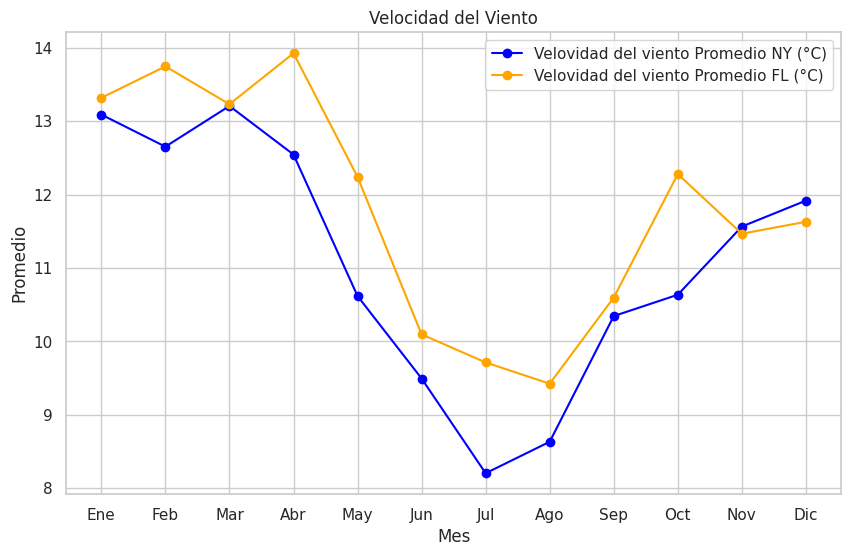 Velocidad del Viento
Velovidad del viento Promedio NY (°C)
Velovidad del viento Promedio FL (°C)
14
13
12
11
10
9
8
Promedio
Ene Feb Mar Abr May Jun Jul Ago Sep Oct Nov Dic
Mes